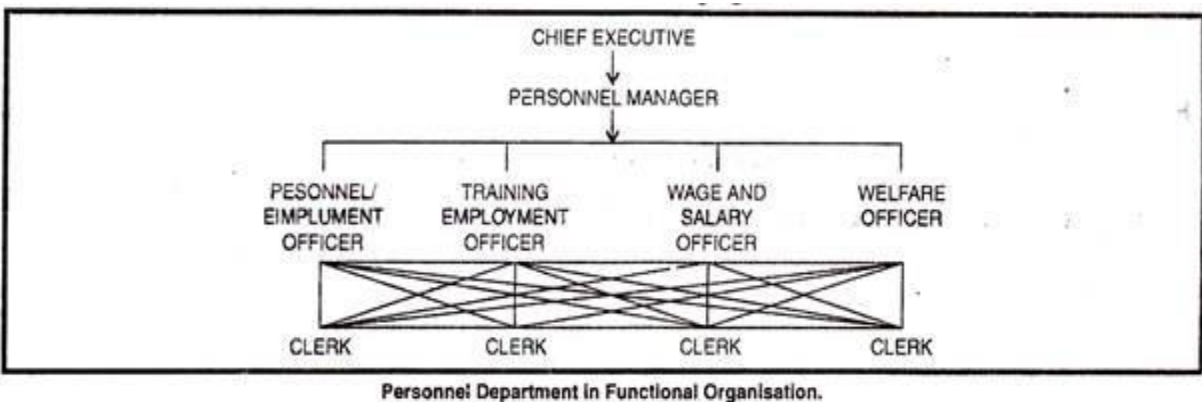 CHIEF EXECUTIVE
PERSONNEL MANAGER
PESONNEL/
EIMPLUMENT
OFFICER
TRAINING
EMPLOYMENT
OFFICER
WAGE AND
SALARY
OFFICER
WELFARE
OFFICER
CLERK CLERK CLERK CLERK
Personnel Department in Functional Organisation.